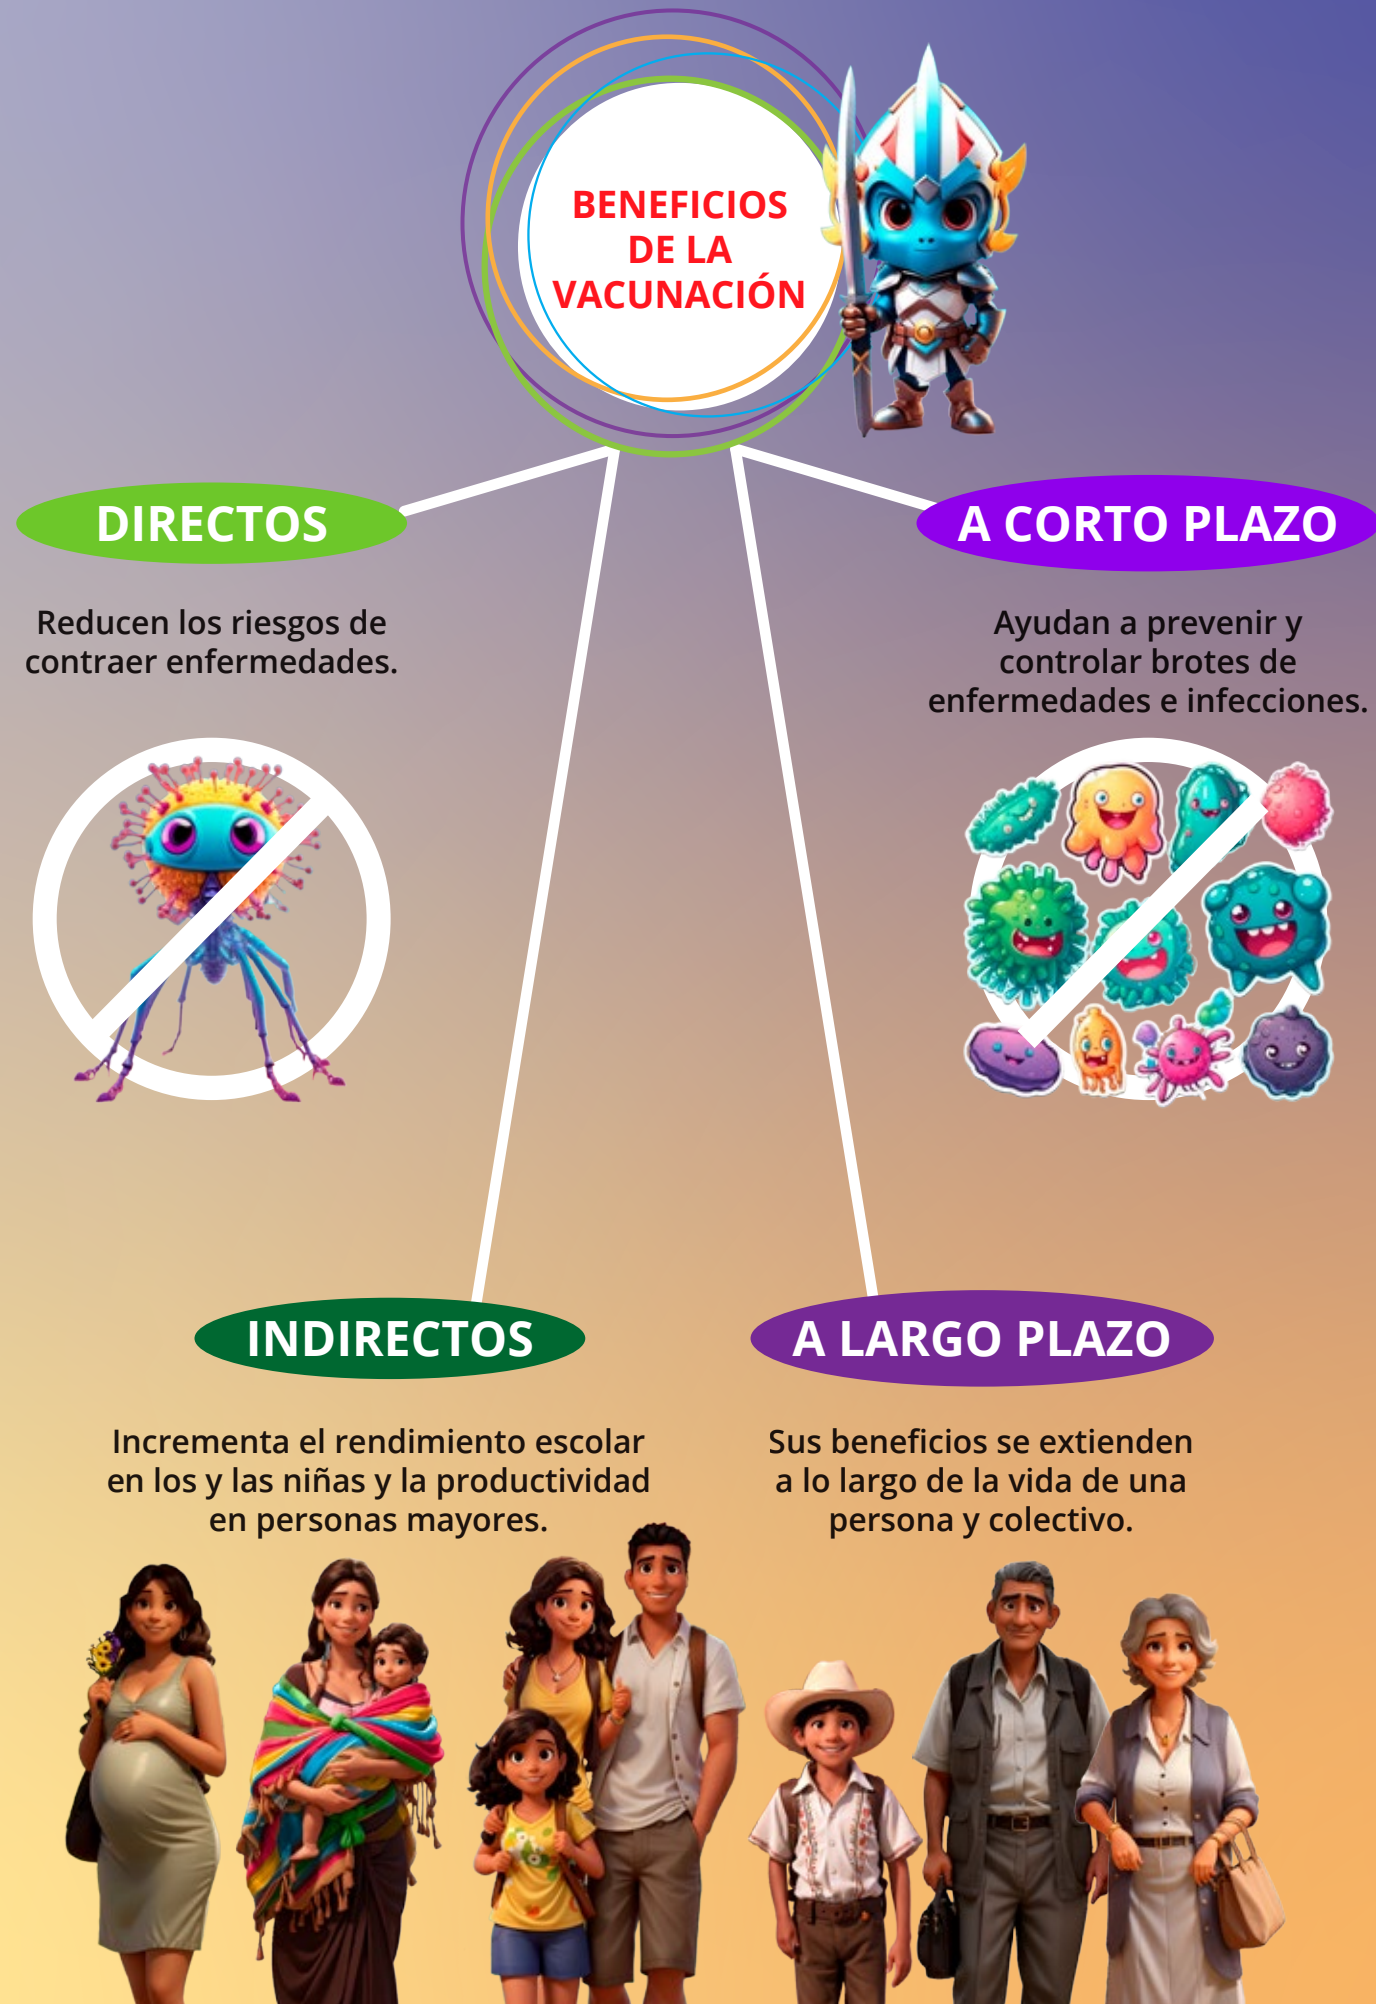 BENEFICIOS
DE LA
VACUNACIÓN
DIRECTOS
Reducen los riesgos de
contraer enfermedades.
A CORTO PLAZO
Ayudan a prevenir y
controlar brotes de
enfermedades e infecciones.
INDIRECTOS
Incrementa el rendimiento escolar
en los y las niñas y la productividad
en personas mayores.
A LARGO PLAZO
Sus beneficios se extienden
a lo largo de la vida de una
persona y colectivo.